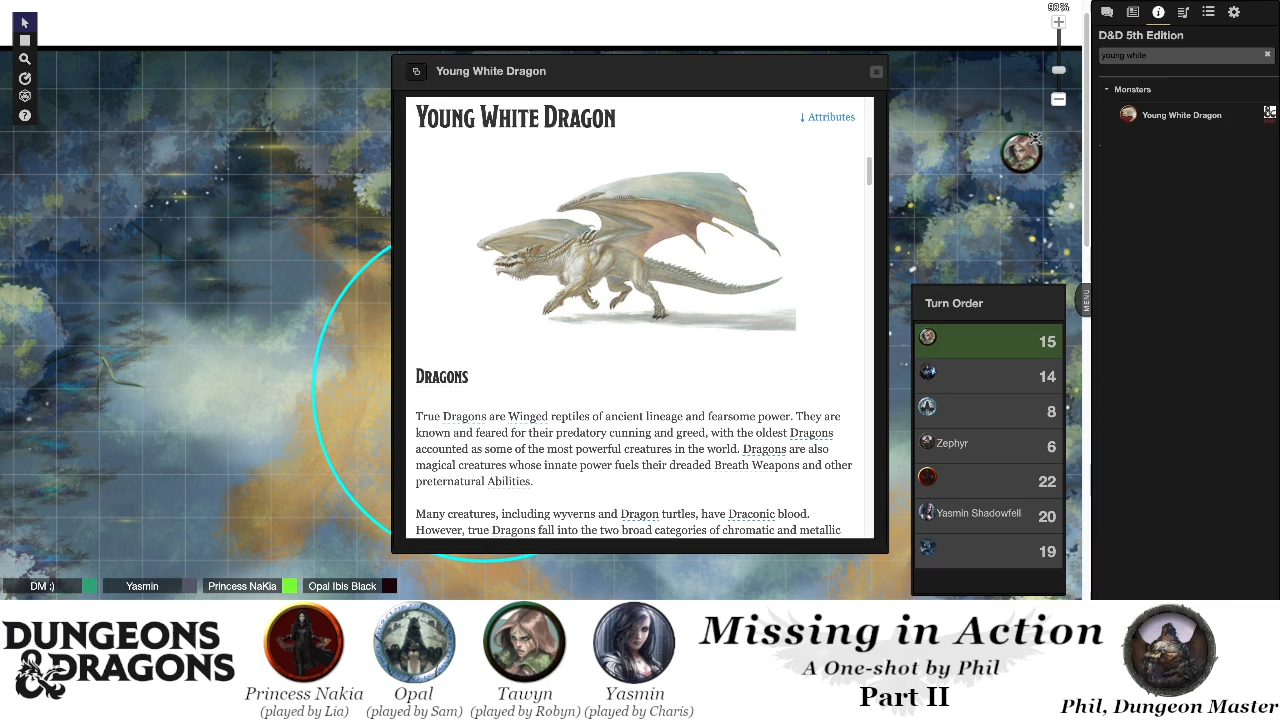 92%
D&D 5th Edition
young white
Monsters
Young White Dragon
Young White Dragon
YOUNG WHITE DRAGON
↓ Attributes
DRAGONS
True Dragons are Winged reptiles of ancient lineage and fearsome power. They are
known and feared for their predatory cunning and greed, with the oldest Dragons
accounted as some of the most powerful creatures in the world. Dragons are also
magical creatures whose innate power fuels their dreaded Breath Weapons and other
preternatural Abilities.
Many creatures, including wyverns and Dragon turtles, have Draconic blood.
However, true Dragons fall into the two broad categories of chromatic and metallic
MENU
Turn Order
15
14
8
Zephyr 6
22
Yasmin Shadowfell 20
19
DM :)
Yasmin
Princess NaKia
Opal Ibis Black
DUNGEONS
& DRAGONS
Princess Nakia
(played by Lia)
Opal
(played by Sam)
Tawyn
(played by Robyn)
Yasmin
(played by Charis)
Missing in Action
A One-shot by Phil
Part II
Phil, Dungeon Master